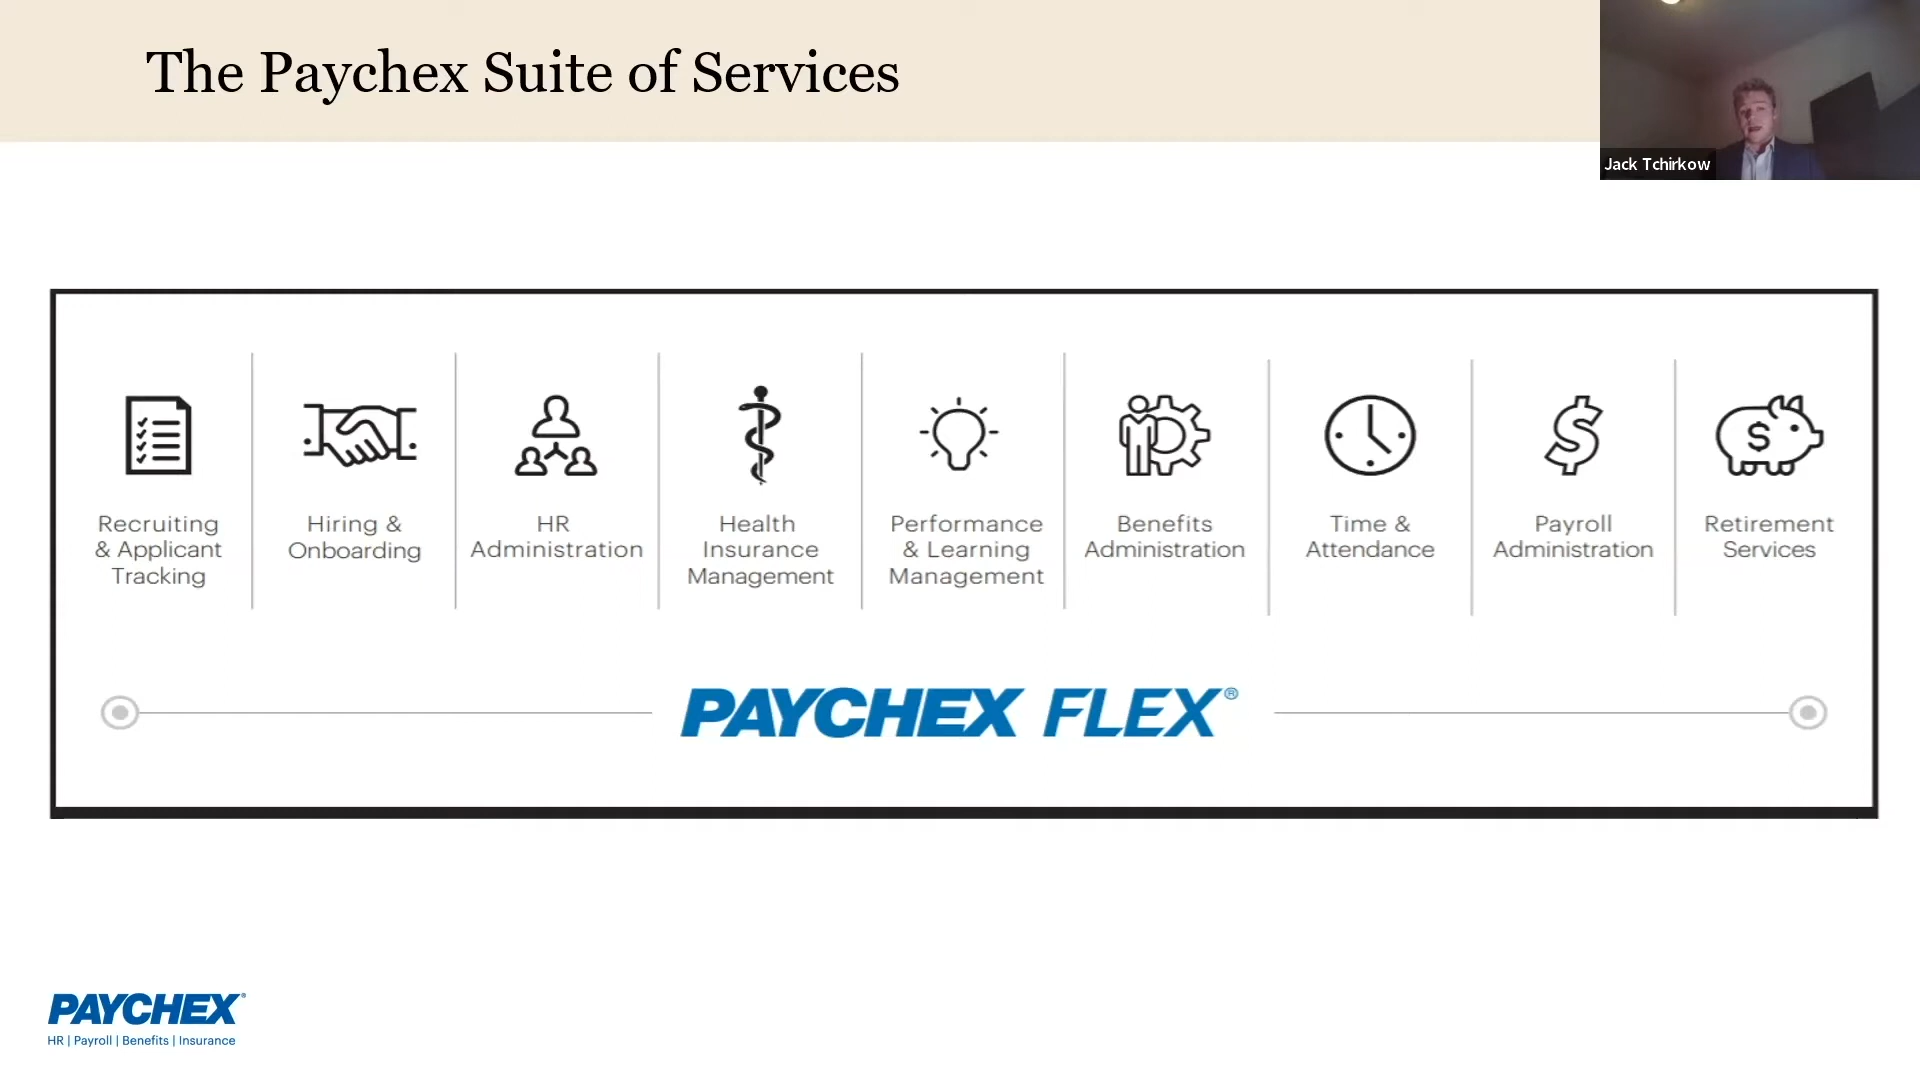 The Paychex Suite of Services
Jack Tchirkow
Recruiting
& Applicant
Tracking
Hiring &
Onboarding
HR
Administration
Health
Insurance
Management
Performance
& Learning
Management
Benefits
Administration
Time &
Attendance
Payroll
Administration
Retirement
Services
PAYCHEX FLEX®
PAYCHEX®
HR | Payroll | Benefits | Insurance